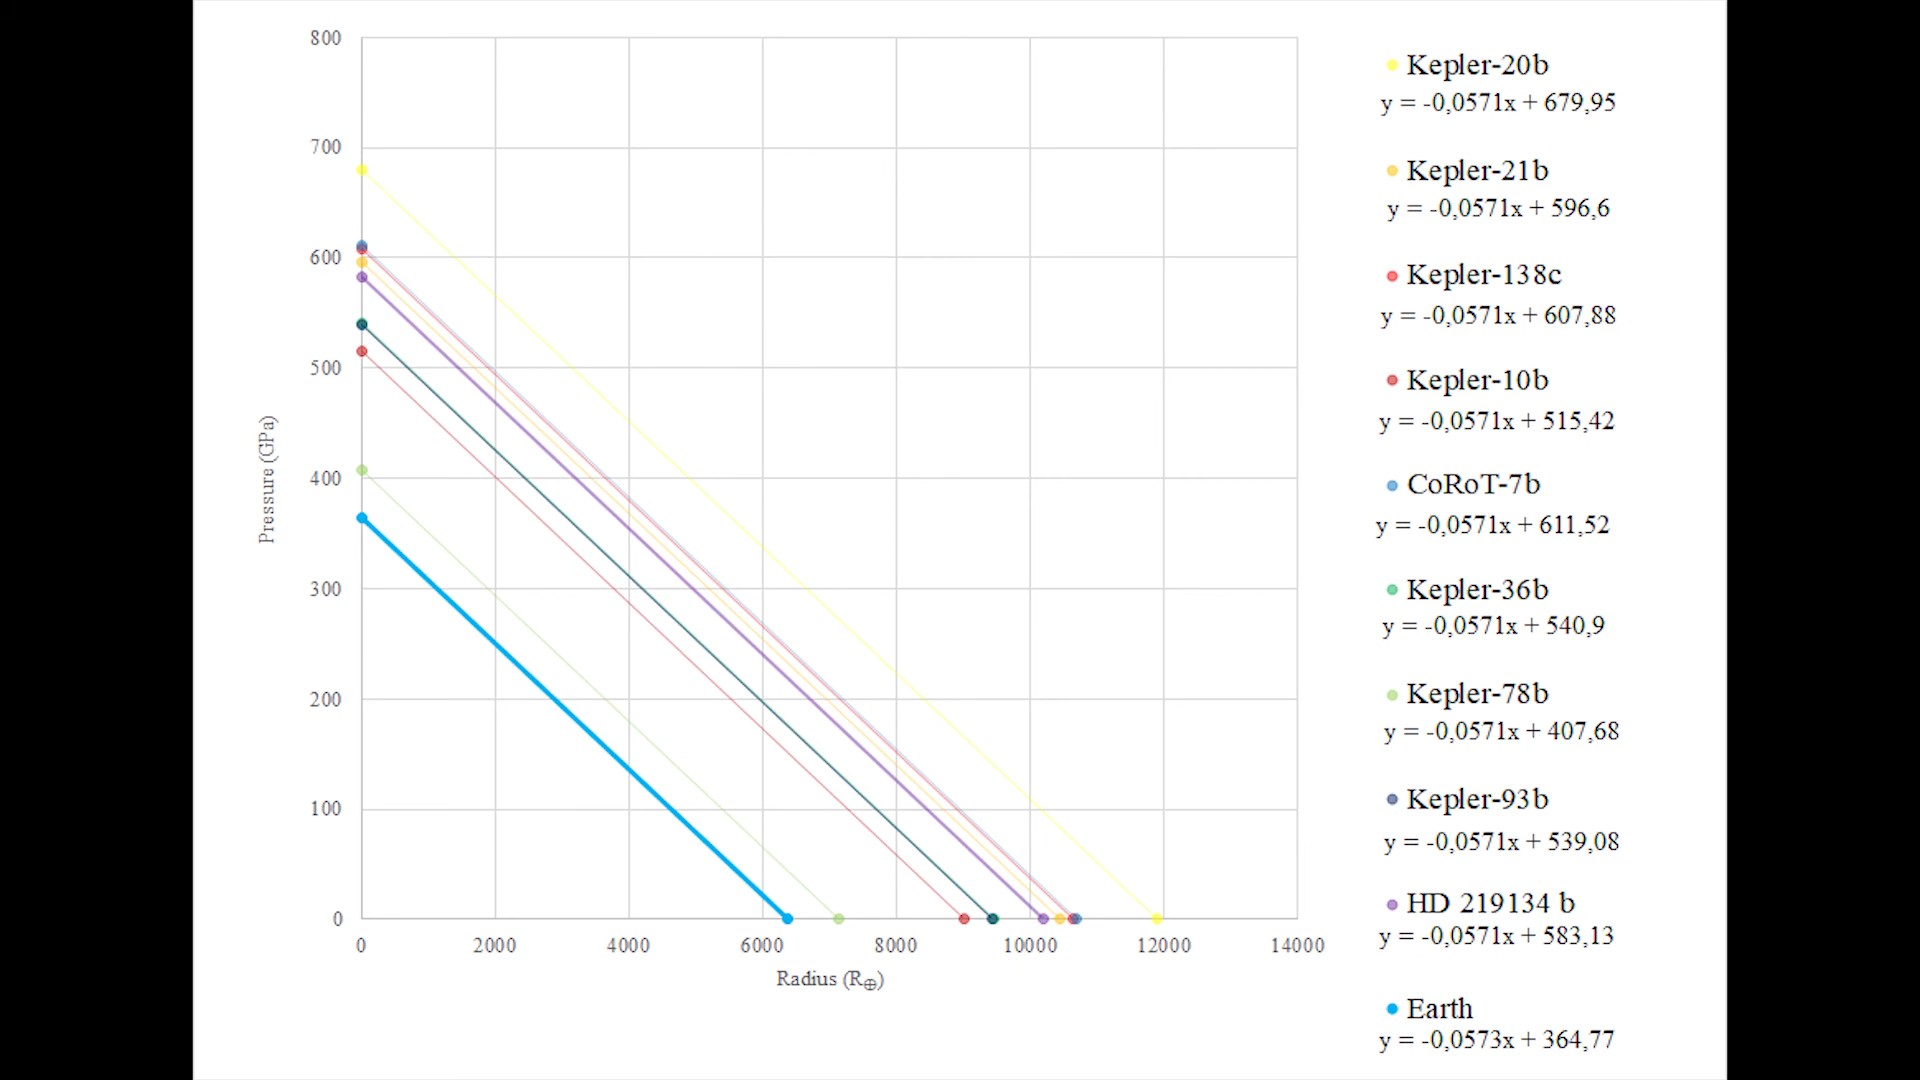 800
700
600
500
400
300
200
100
0
0 2000 4000 6000 8000 10000 12000 14000
Pressure (GPa)
Radius (R⊕)
Kepler-20b
y = -0,0571x + 679,95
Kepler-21b
y = -0,0571x + 596,6
Kepler-138c
y = -0,0571x + 607,88
Kepler-10b
y = -0,0571x + 515,42
CoRoT-7b
y = -0,0571x + 611,52
Kepler-36b
y = -0,0571x + 540,9
Kepler-78b
y = -0,0571x + 407,68
Kepler-93b
y = -0,0571x + 539,08
HD 219134 b
y = -0,0571x + 583,13
Earth
y = -0,0573x + 364,77